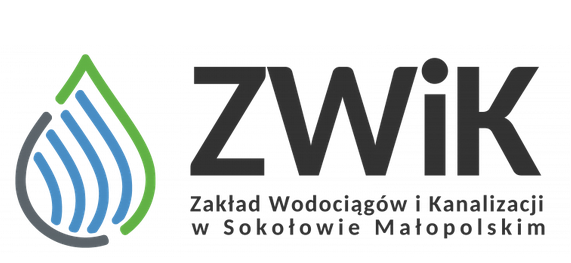 ZWiK
Zakład Wodociągów i Kanalizacji
w Sokołowie Małopolskim